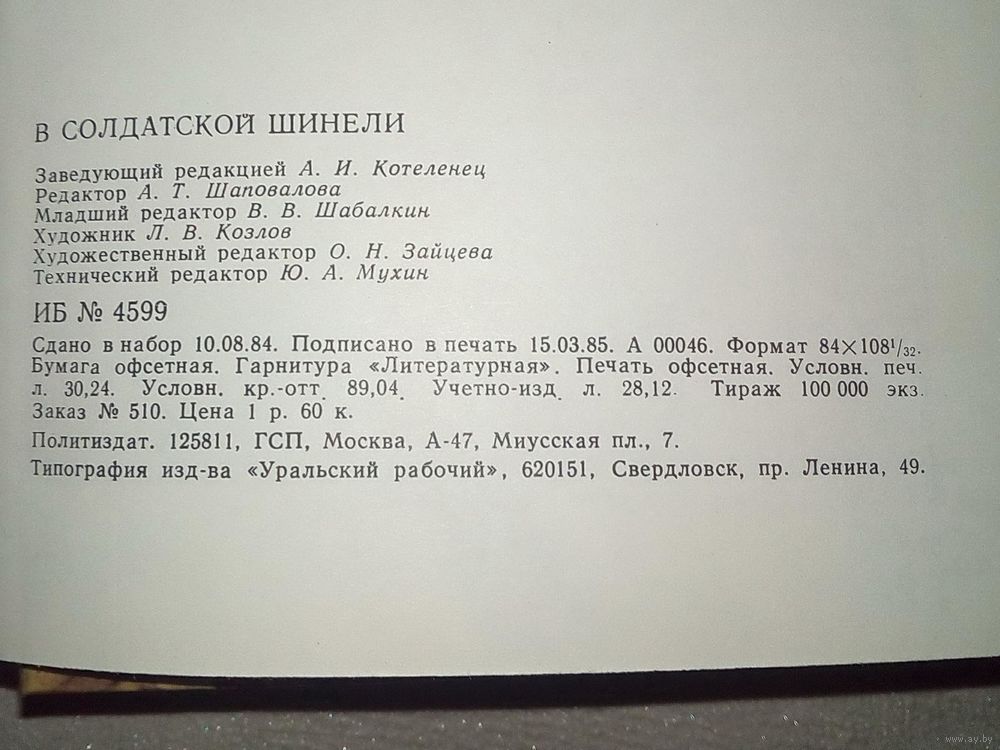 В СОЛДАТСКОЙ ШИНЕЛИ
Заведующий редакцией А. И. Котеленец
Редактор А. Т. Шаповалова
Младший редактор В. В. Шабалкин
Художник Л. В. Козлов
Художественный редактор О. Н. Зайцева
Технический редактор Ю. А. Мухин
ИБ № 4599
Сдано в набор 10.08.84. Подписано в печать 15.03.85. А 00046. Формат 84×108¹/₃₂.
Бумага офсетная. Гарнитура «Литературная». Печать офсетная. Условн. печ.
л. 30,24. Условн. кр.-отт. 89,04. Учетно-изд. л. 28,12. Тираж 100 000 экз.
Заказ № 510. Цена 1 р. 60 к.
Политиздат. 125811, ГСП, Москва, А-47, Миусская пл., 7.
Типография изд-ва «Уральский рабочий», 620151, Свердловск, пр. Ленина, 49.
www.ay.by